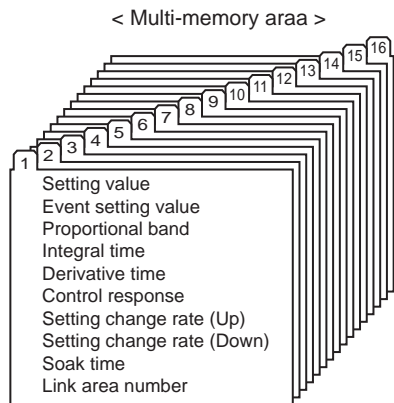 < Multi-memory araa >
1 2 3 4 5 6 7 8 9 10 11 12 13 14 15 16
Setting value
Event setting value
Proportional band
Integral time
Derivative time
Control response
Setting change rate (Up)
Setting change rate (Down)
Soak time
Link area number